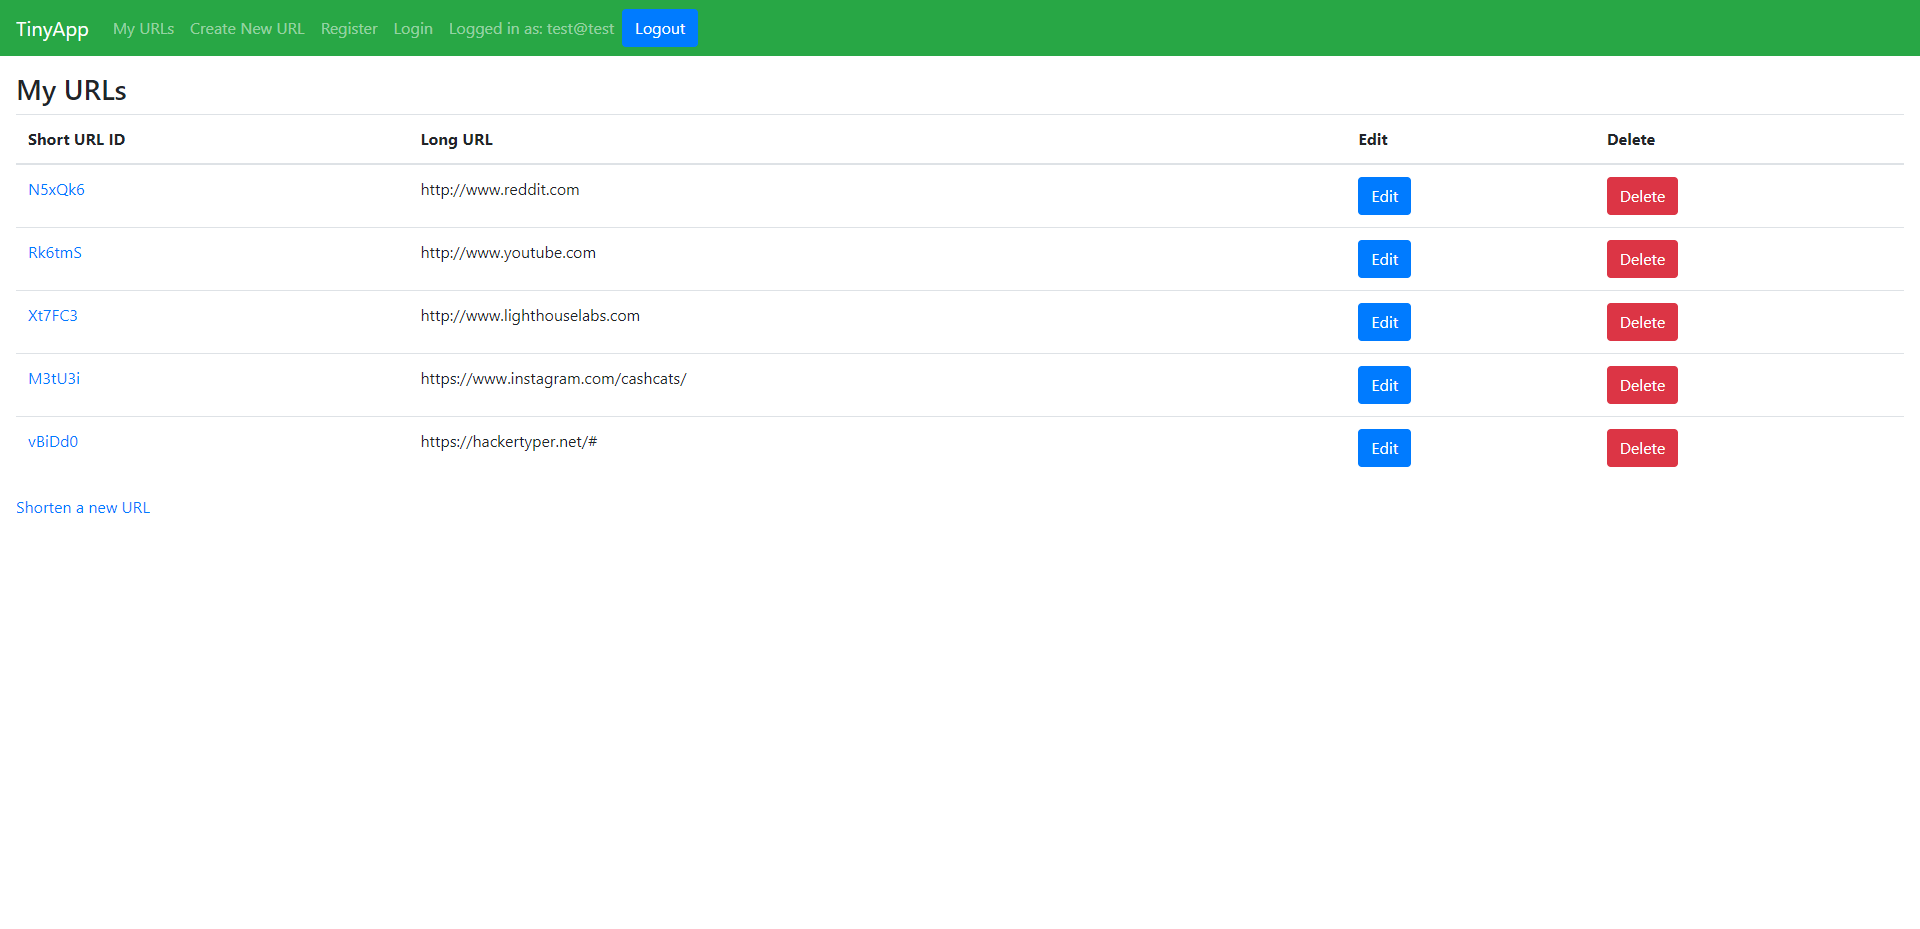 TinyApp My URLs Create New URL Register Login Logged in as: test@test Logout
My URLs
Short URL ID Long URL Edit Delete
N5xQk6 http://www.reddit.com Edit Delete
Rk6tmS http://www.youtube.com Edit Delete
Xt7FC3 http://www.lighthouselabs.com Edit Delete
M3tU3i https://www.instagram.com/cashcats/ Edit Delete
vBiDd0 https://hackertyper.net/# Edit Delete
Shorten a new URL